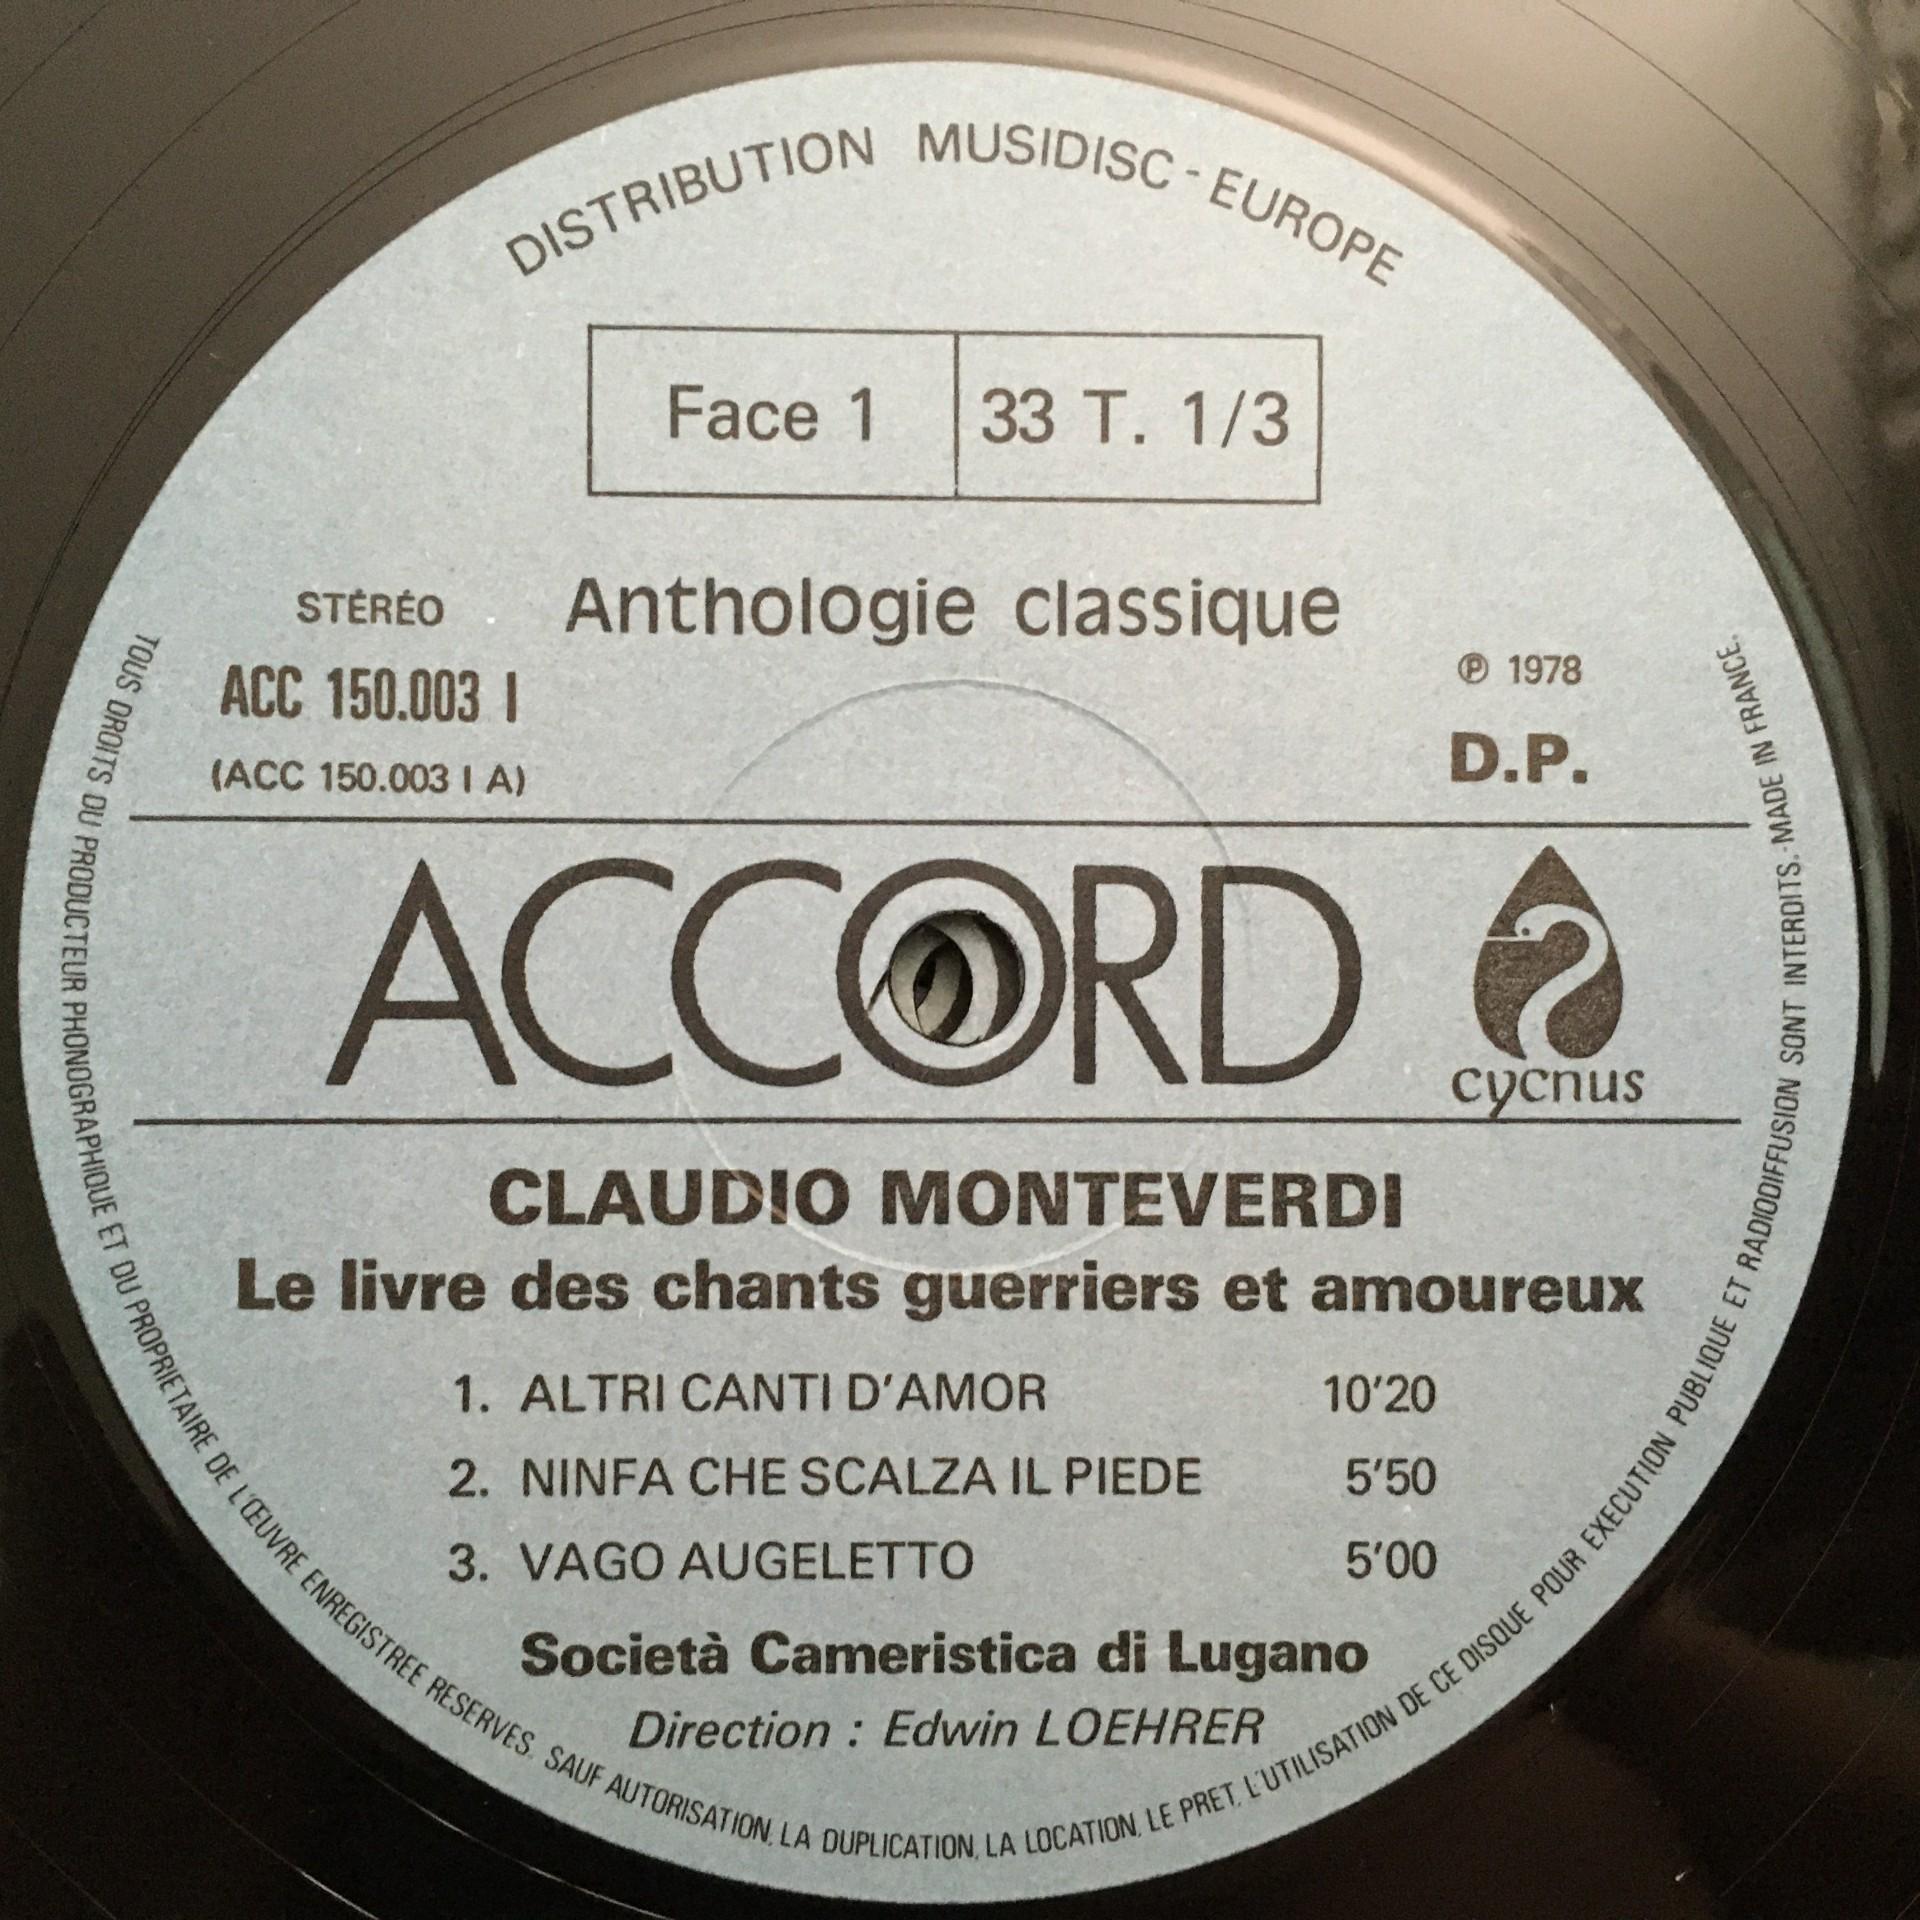 DISTRIBUTION MUSIDISC - EUROPE
Face 1
33 T. 1/3
STÉRÉO
Anthologie classique
ACC 150.003 I
(ACC 150.003 I A)
℗ 1978
D.P.
ACCORD
cycnus
CLAUDIO MONTEVERDI
Le livre des chants guerriers et amoureux
1. ALTRI CANTI D'AMOR 10'20
2. NINFA CHE SCALZA IL PIEDE 5'50
3. VAGO AUGELETTO 5'00
Società Cameristica di Lugano
Direction : Edwin LOEHRER
TOUS DROITS DU PRODUCTEUR PHONOGRAPHIQUE ET DU PROPRIETAIRE DE L'ŒUVRE ENREGISTREE RESERVES. SAUF AUTORISATION, LA DUPLICATION, LA LOCATION, LE PRET, L'UTILISATION DE CE DISQUE POUR EXECUTION PUBLIQUE ET RADIODIFFUSION SONT INTERDITS. - MADE IN FRANCE.